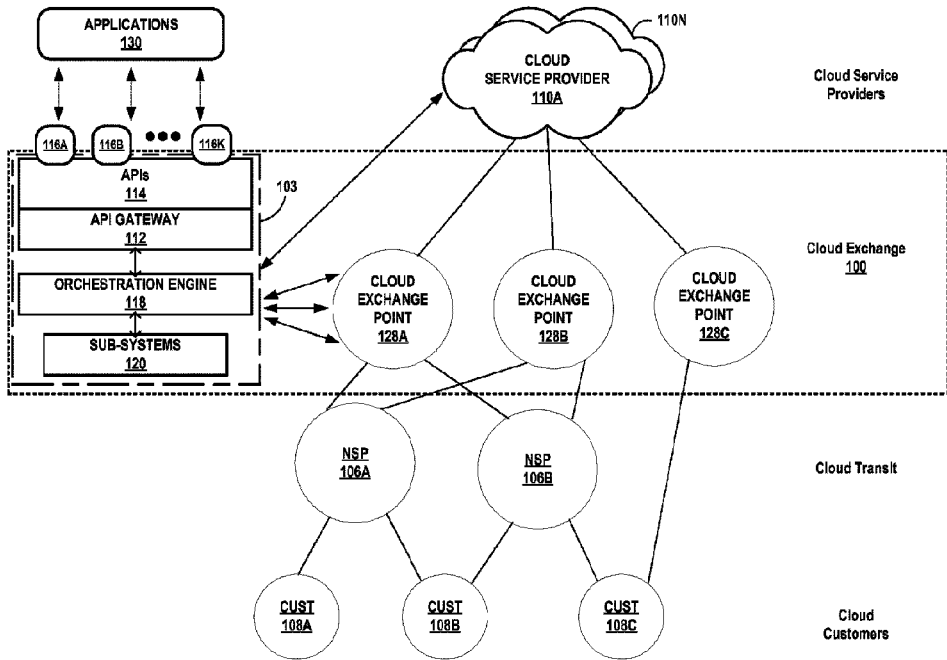 APPLICATIONS
130
110N
CLOUD
SERVICE PROVIDER
110A
Cloud Service
Providers
116A
116B
116K
APIs
114
103
API GATEWAY
112
ORCHESTRATION ENGINE
118
SUB-SYSTEMS
120
CLOUD
EXCHANGE
POINT
128A
CLOUD
EXCHANGE
POINT
128B
CLOUD
EXCHANGE
POINT
128C
Cloud Exchange
100
NSP
106A
NSP
106B
Cloud Transit
CUST
108A
CUST
108B
CUST
108C
Cloud
Customers